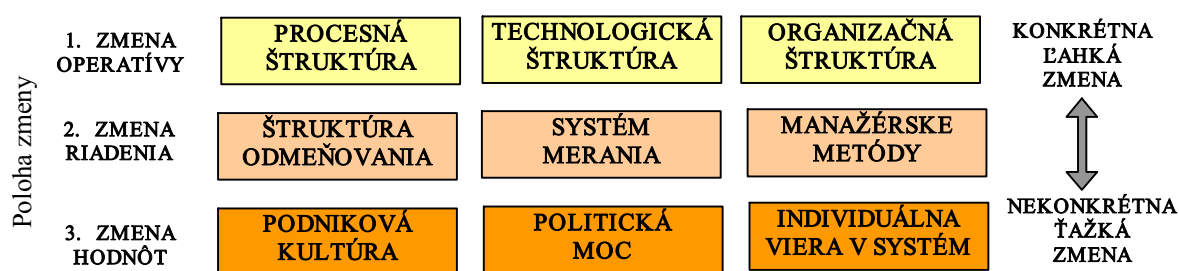 Poloha zmeny
1. ZMENA
OPERATÍVY
PROCESNÁ
ŠTRUKTÚRA
TECHNOLOGICKÁ
ŠTRUKTÚRA
ORGANIZAČNÁ
ŠTRUKTÚRA
KONKRÉTNA
ĽAHKÁ
ZMENA
2. ZMENA
RIADENIA
ŠTRUKTÚRA
ODMEŇOVANIA
SYSTÉM
MERANIA
MANAŽÉRSKE
METÓDY
3. ZMENA
HODNÔT
PODNIKOVÁ
KULTÚRA
POLITICKÁ
MOC
INDIVIDUÁLNA
VIERA V SYSTÉM
NEKONKRÉTNA
ŤAŽKÁ
ZMENA